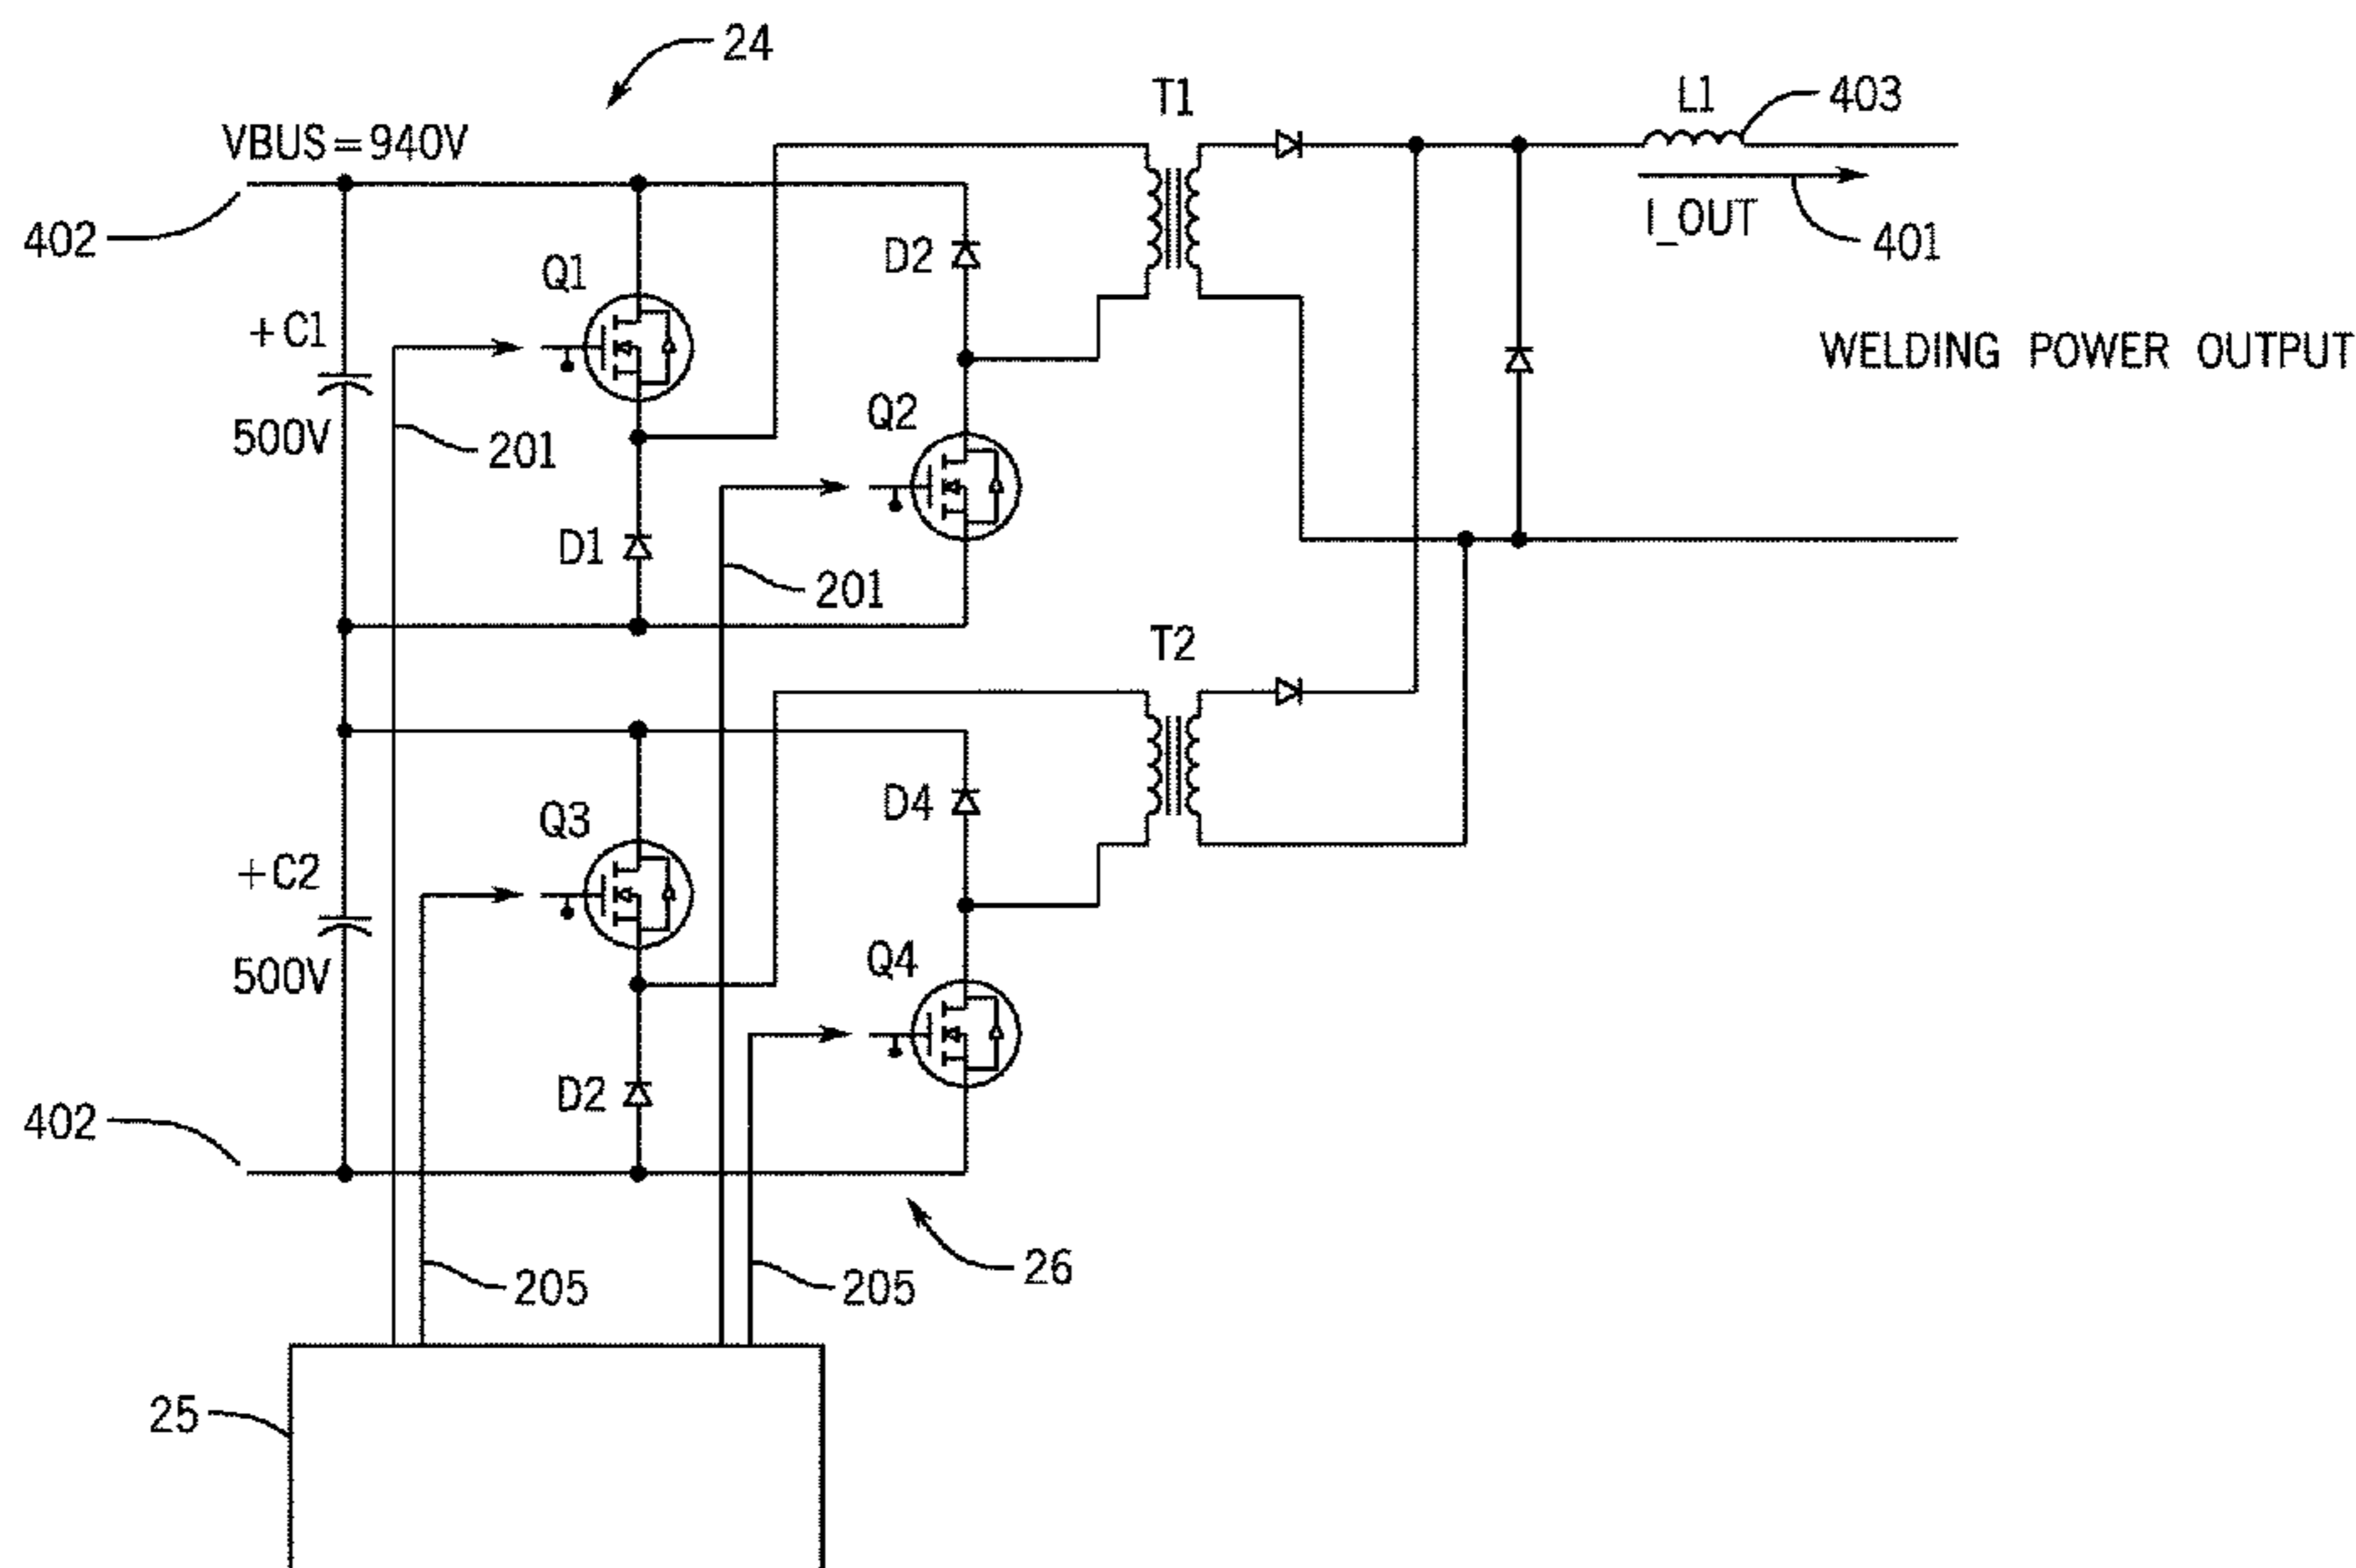 24
T1
L1
403
VBUS=940V
402
I_OUT
401
D2
Q1
+C1
WELDING POWER OUTPUT
Q2
500V
201
D1
201
T2
D4
Q3
+C2
Q4
500V
D2
402
26
205
205
25